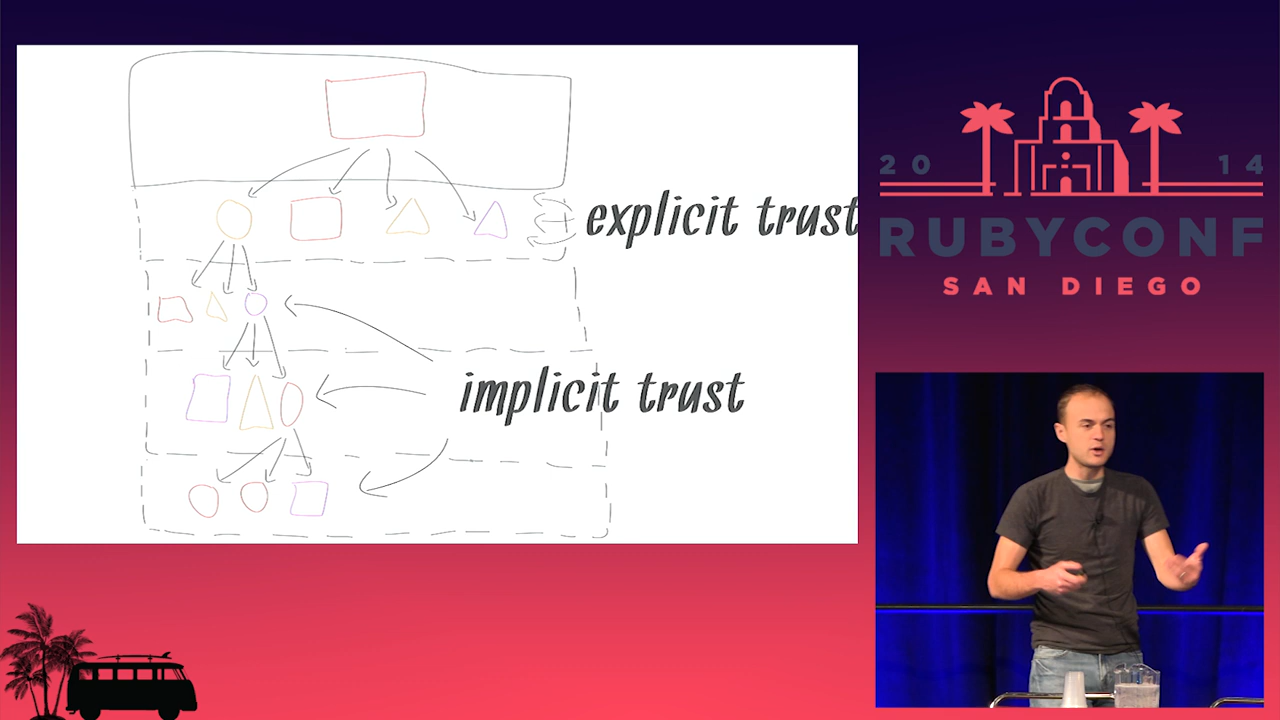 explicit trust
implicit trust
20 14
RUBYCONF
SAN DIEGO